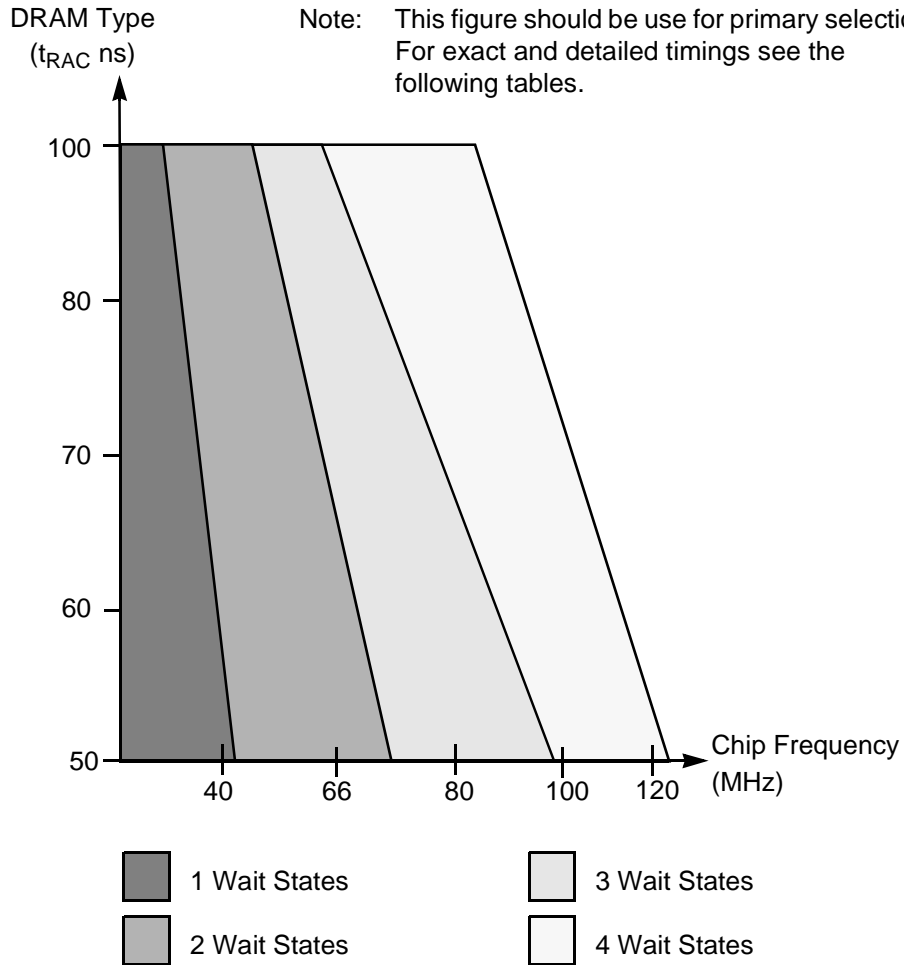 DRAM Type
(tRAC ns)
Note: This figure should be use for primary selectio
For exact and detailed timings see the
following tables.
100
80
70
60
50
40 66 80 100 120
Chip Frequency
(MHz)
1 Wait States
2 Wait States
3 Wait States
4 Wait States